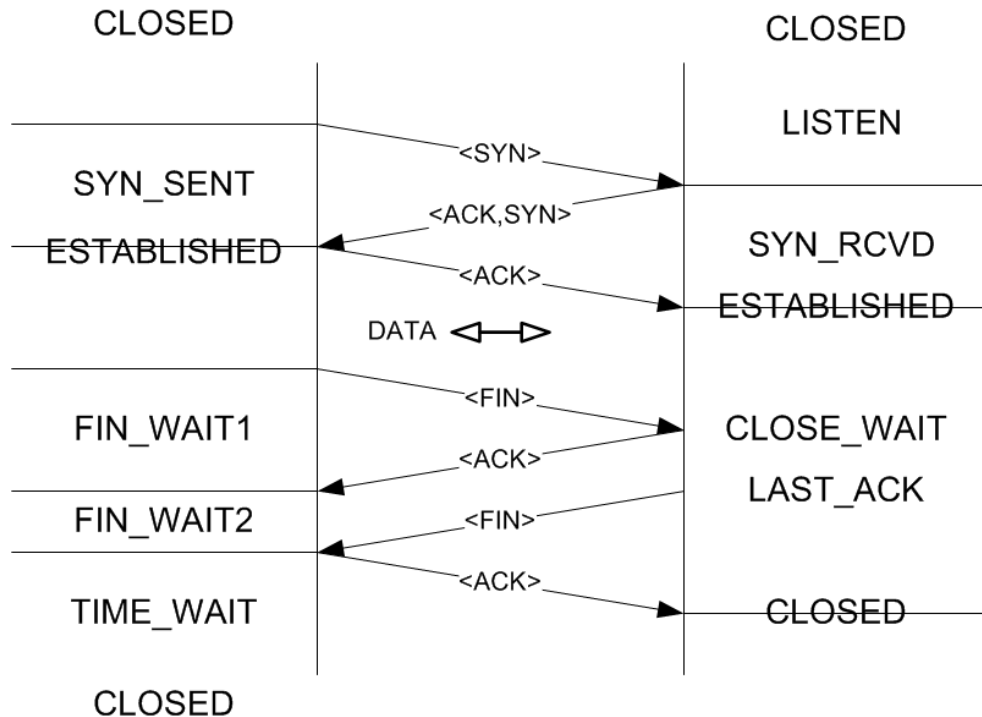 CLOSED
CLOSED
LISTEN
<SYN>
SYN_SENT
<ACK,SYN>
ESTABLISHED
SYN_RCVD
<ACK>
ESTABLISHED
DATA
<FIN>
FIN_WAIT1
CLOSE_WAIT
<ACK>
LAST_ACK
FIN_WAIT2
<FIN>
<ACK>
TIME_WAIT
CLOSED
CLOSED